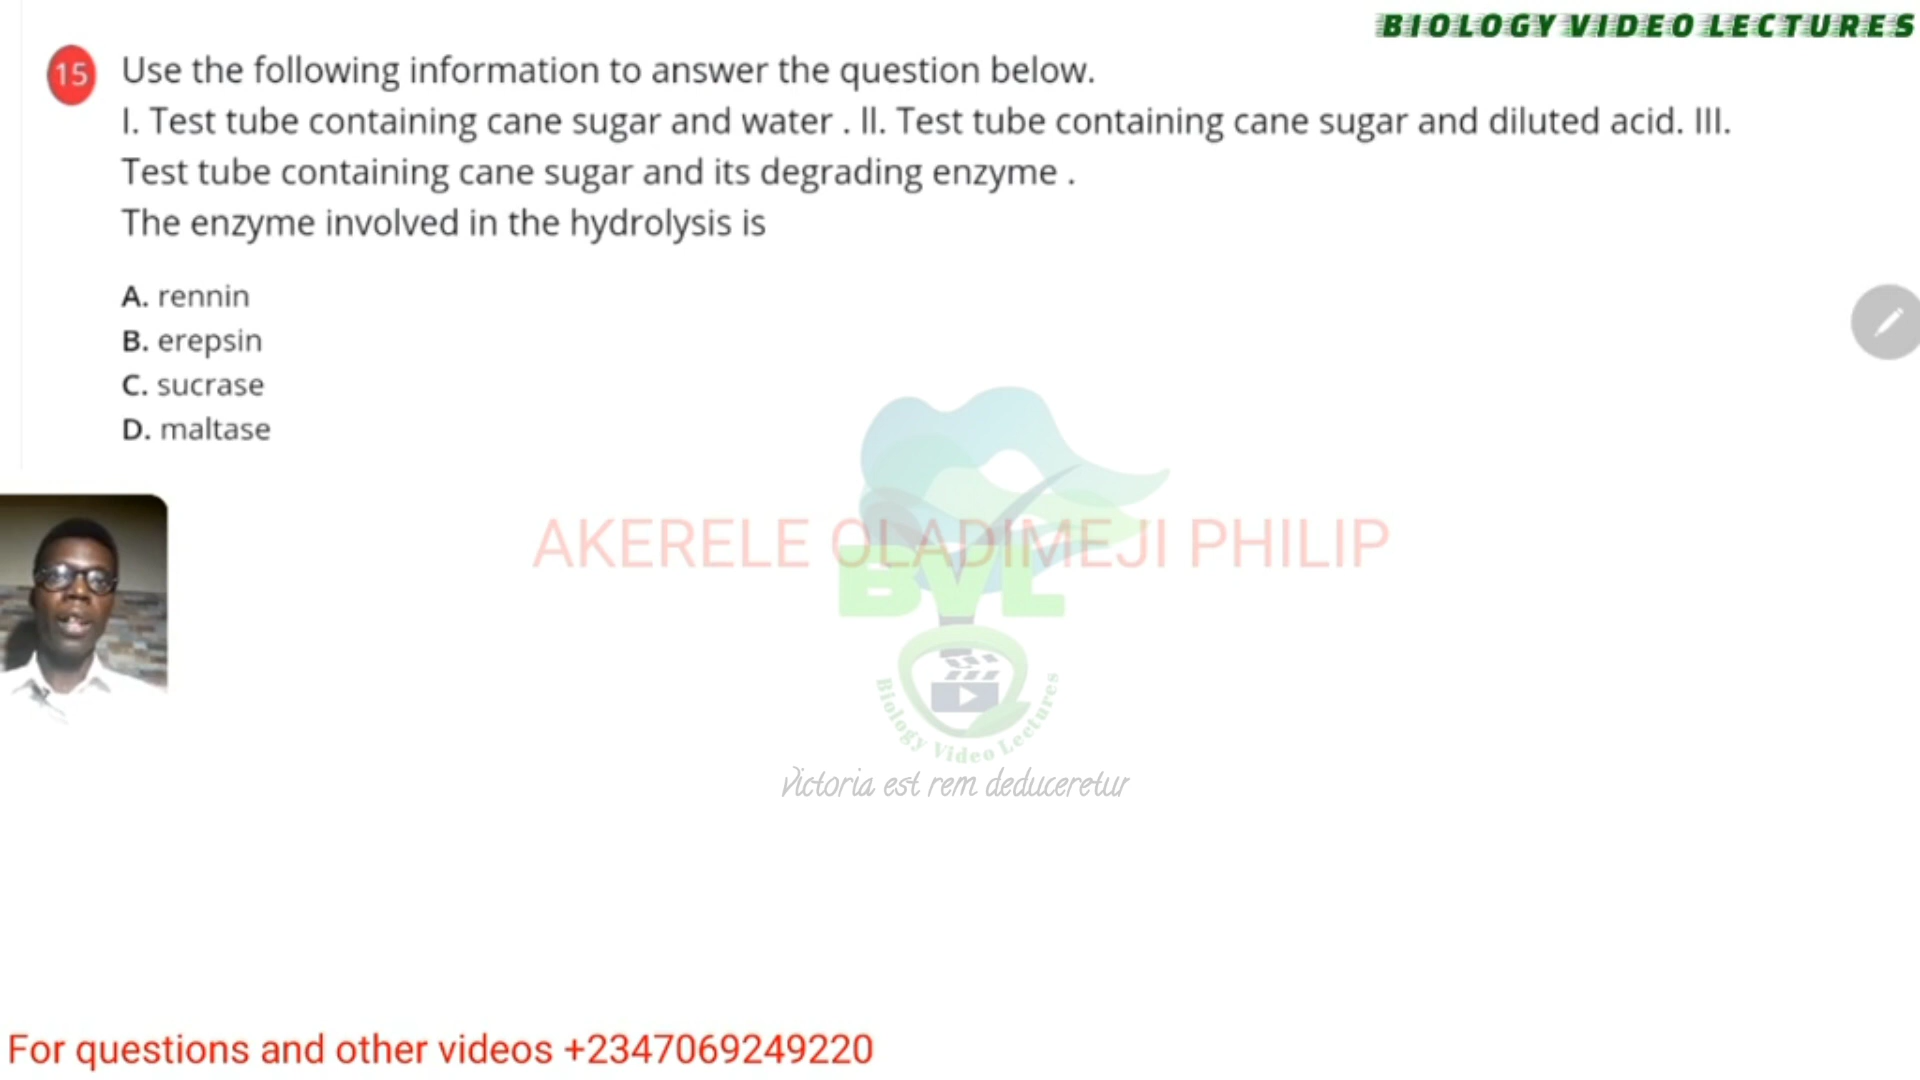 BIOLOGY VIDEO LECTURES
15 Use the following information to answer the question below.
I. Test tube containing cane sugar and water . ll. Test tube containing cane sugar and diluted acid. III.
Test tube containing cane sugar and its degrading enzyme .
The enzyme involved in the hydrolysis is
A. rennin
B. erepsin
C. sucrase
D. maltase
AKERELE OLADIMEJI PHILIP
BVL
Biology Video Lectures
Victoria est rem deduceretur
For questions and other videos +2347069249220